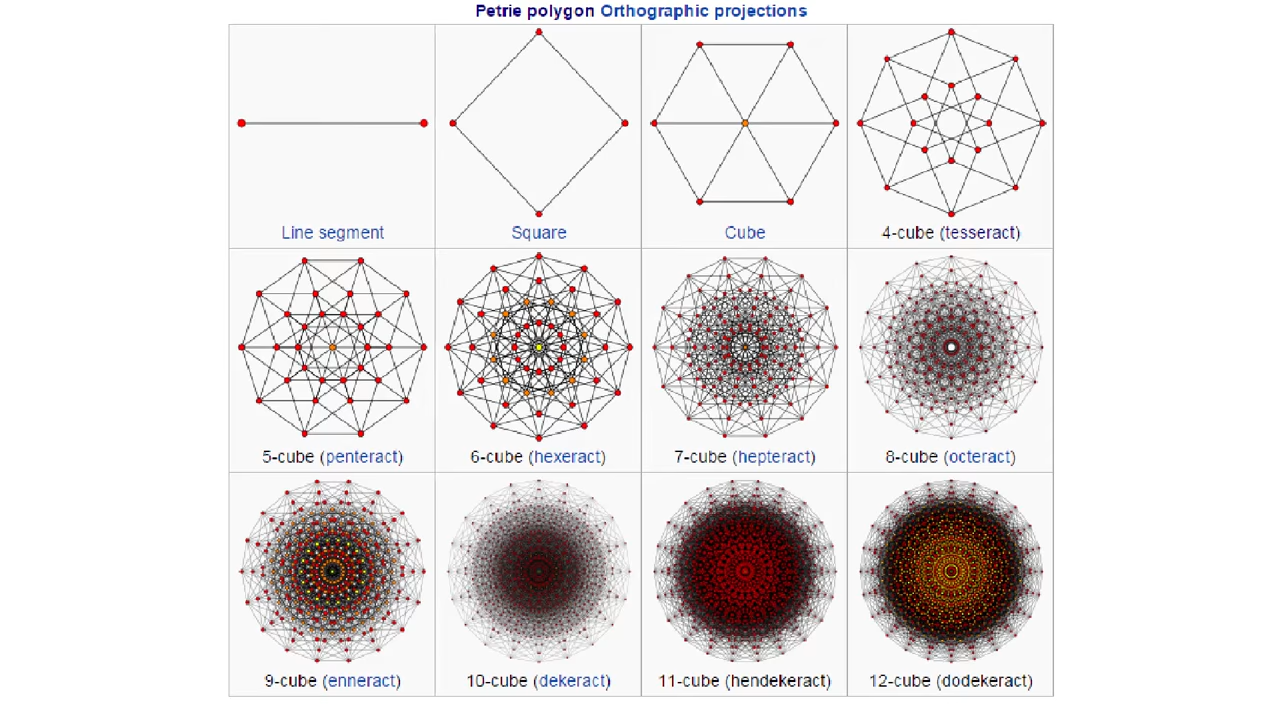 Petrie polygon Orthographic projections
Line segment
Square
Cube
4-cube (tesseract)
5-cube (penteract)
6-cube (hexeract)
7-cube (hepteract)
8-cube (octeract)
9-cube (enneract)
10-cube (dekeract)
11-cube (hendekeract)
12-cube (dodekeract)